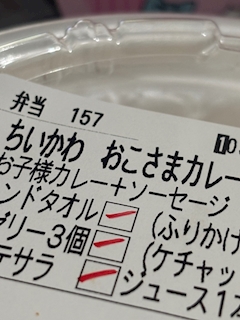 弁当 157
ちいかわ おこさまカレー
お子様カレー+ソーセージ
ンドタオル (ふりかけ
ゼリー3個 (ケチャッ
テサラ ジュース1